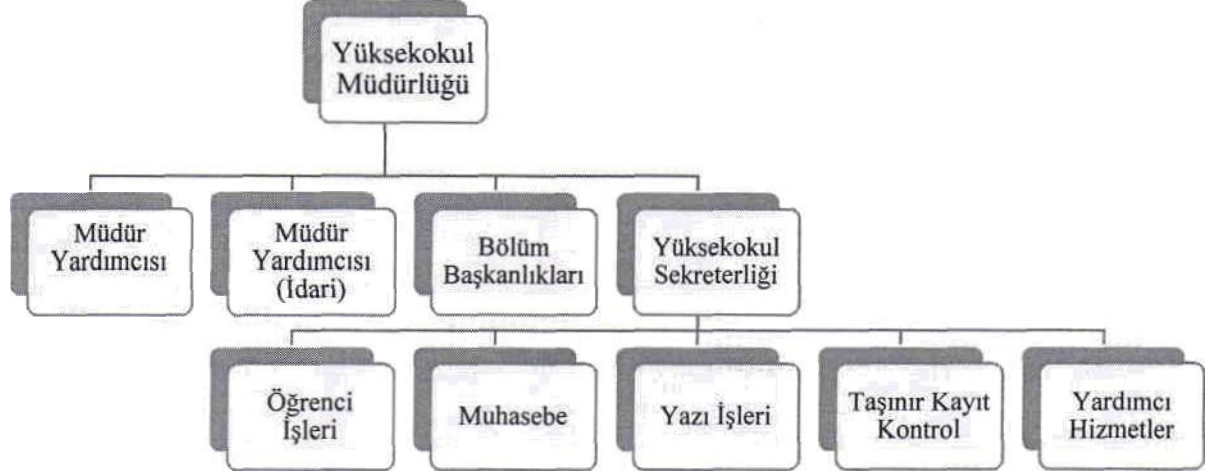 Yüksekokul
Müdürlüğü
Müdür
Yardımcısı
Müdür
Yardımcısı
(İdari)
Bölüm
Başkanlıkları
Yüksekokul
Sekreterliği
Öğrenci
İşleri
Muhasebe
Yazı İşleri
Taşınır Kayıt
Kontrol
Yardımcı
Hizmetler